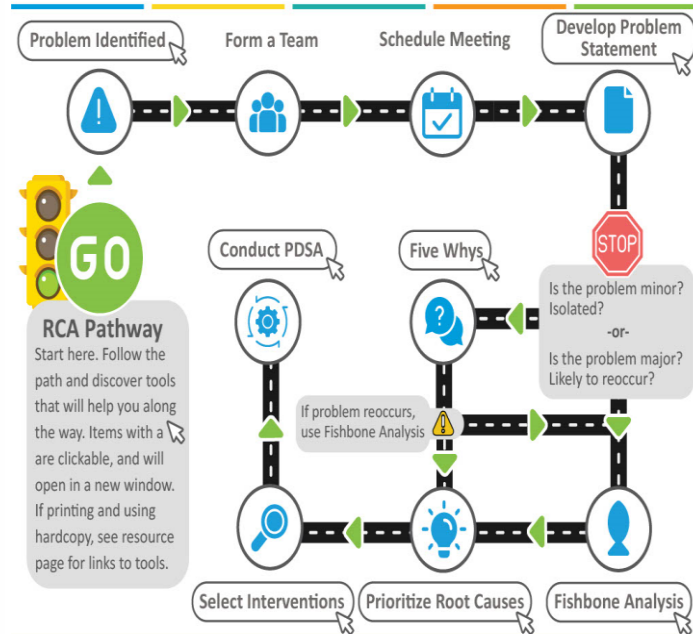 Problem Identified
Form a Team
Schedule Meeting
Develop Problem
Statement
GO
RCA Pathway
Start here. Follow the
path and discover tools
that will help you along
the way. Items with a
are clickable, and will
open in a new window.
If printing and using
hardcopy, see resource
page for links to tools.
Conduct PDSA
Five Whys
STOP
Is the problem minor?
Isolated?
-or-
Is the problem major?
Likely to reoccur?
If problem reoccurs,
use Fishbone Analysis
Select Interventions
Prioritize Root Causes
Fishbone Analysis